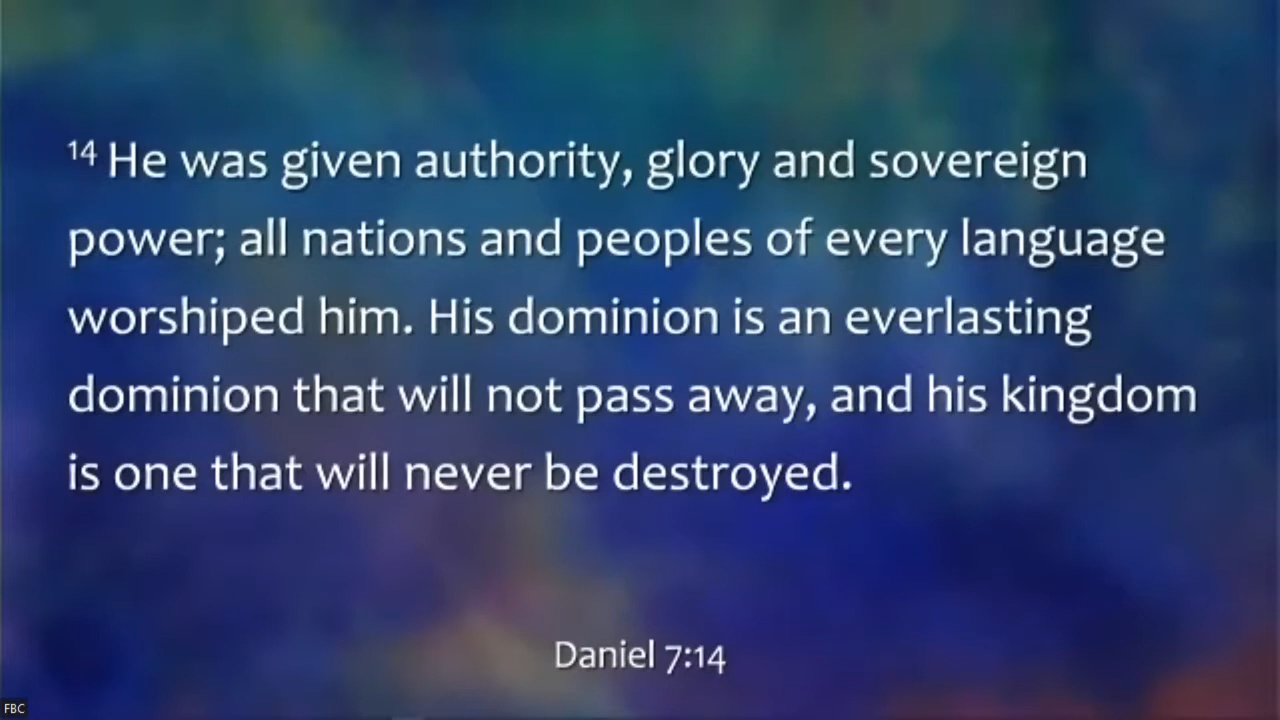 14 He was given authority, glory and sovereign
power; all nations and peoples of every language
worshiped him. His dominion is an everlasting
dominion that will not pass away, and his kingdom
is one that will never be destroyed.
Daniel 7:14
FBC